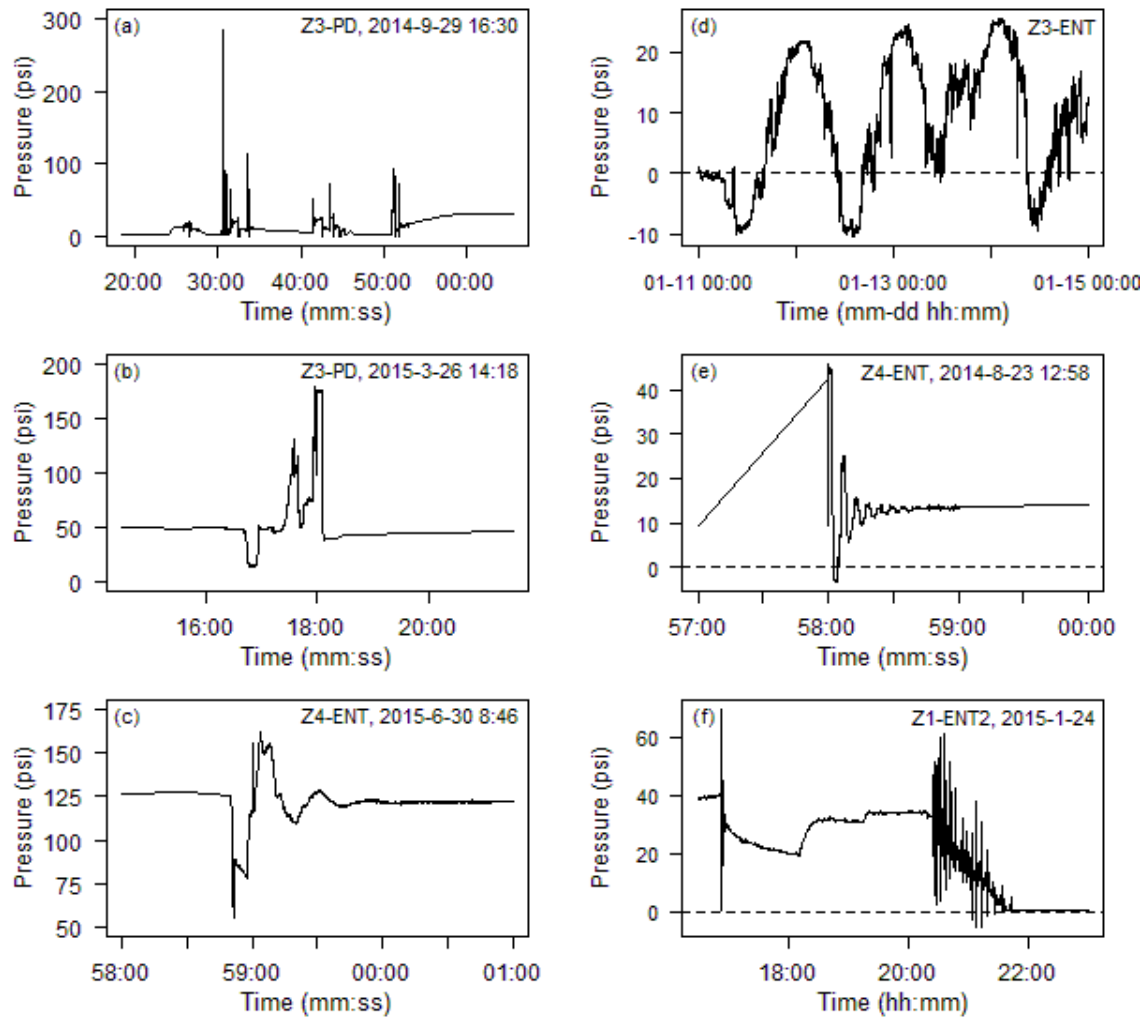 (a) Z3-PD, 2014-9-29 16:30
Pressure (psi)
300
200
100
0
20:00 30:00 40:00 50:00 00:00
Time (mm:ss)
(d) Z3-ENT
Pressure (psi)
20
10
0
-10
01-11 00:00 01-13 00:00 01-15 00:00
Time (mm-dd hh:mm)
(b) Z3-PD, 2015-3-26 14:18
Pressure (psi)
200
150
100
50
0
16:00 18:00 20:00
Time (mm:ss)
(e) Z4-ENT, 2014-8-23 12:58
Pressure (psi)
40
30
20
10
0
57:00 58:00 59:00 00:00
Time (mm:ss)
(c) Z4-ENT, 2015-6-30 8:46
Pressure (psi)
175
150
125
100
75
50
58:00 59:00 00:00 01:00
Time (mm:ss)
(f) Z1-ENT2, 2015-1-24
Pressure (psi)
60
40
20
0
18:00 20:00 22:00
Time (hh:mm)